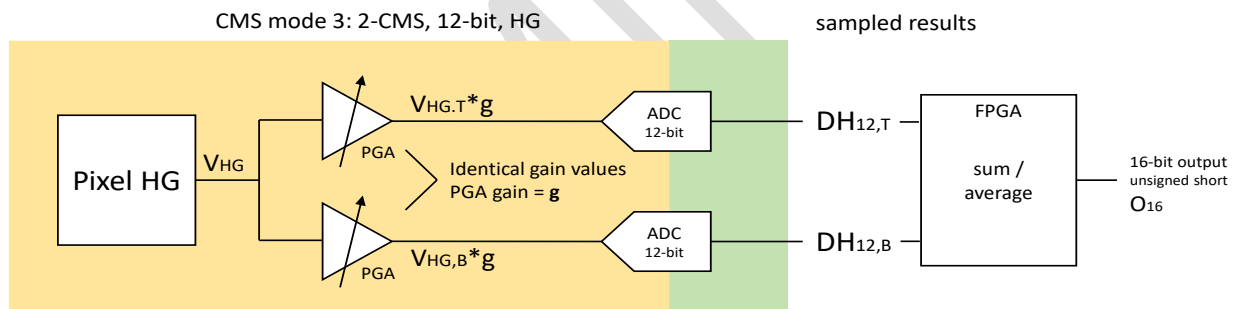 CMS mode 3: 2-CMS, 12-bit, HG
sampled results
Pixel HG
VHG
PGA
VHG.T*g
Identical gain values
PGA gain = g
PGA
VHG,B*g
ADC
12-bit
ADC
12-bit
DH12,T
DH12,B
FPGA
sum /
average
16-bit output
unsigned short
O16